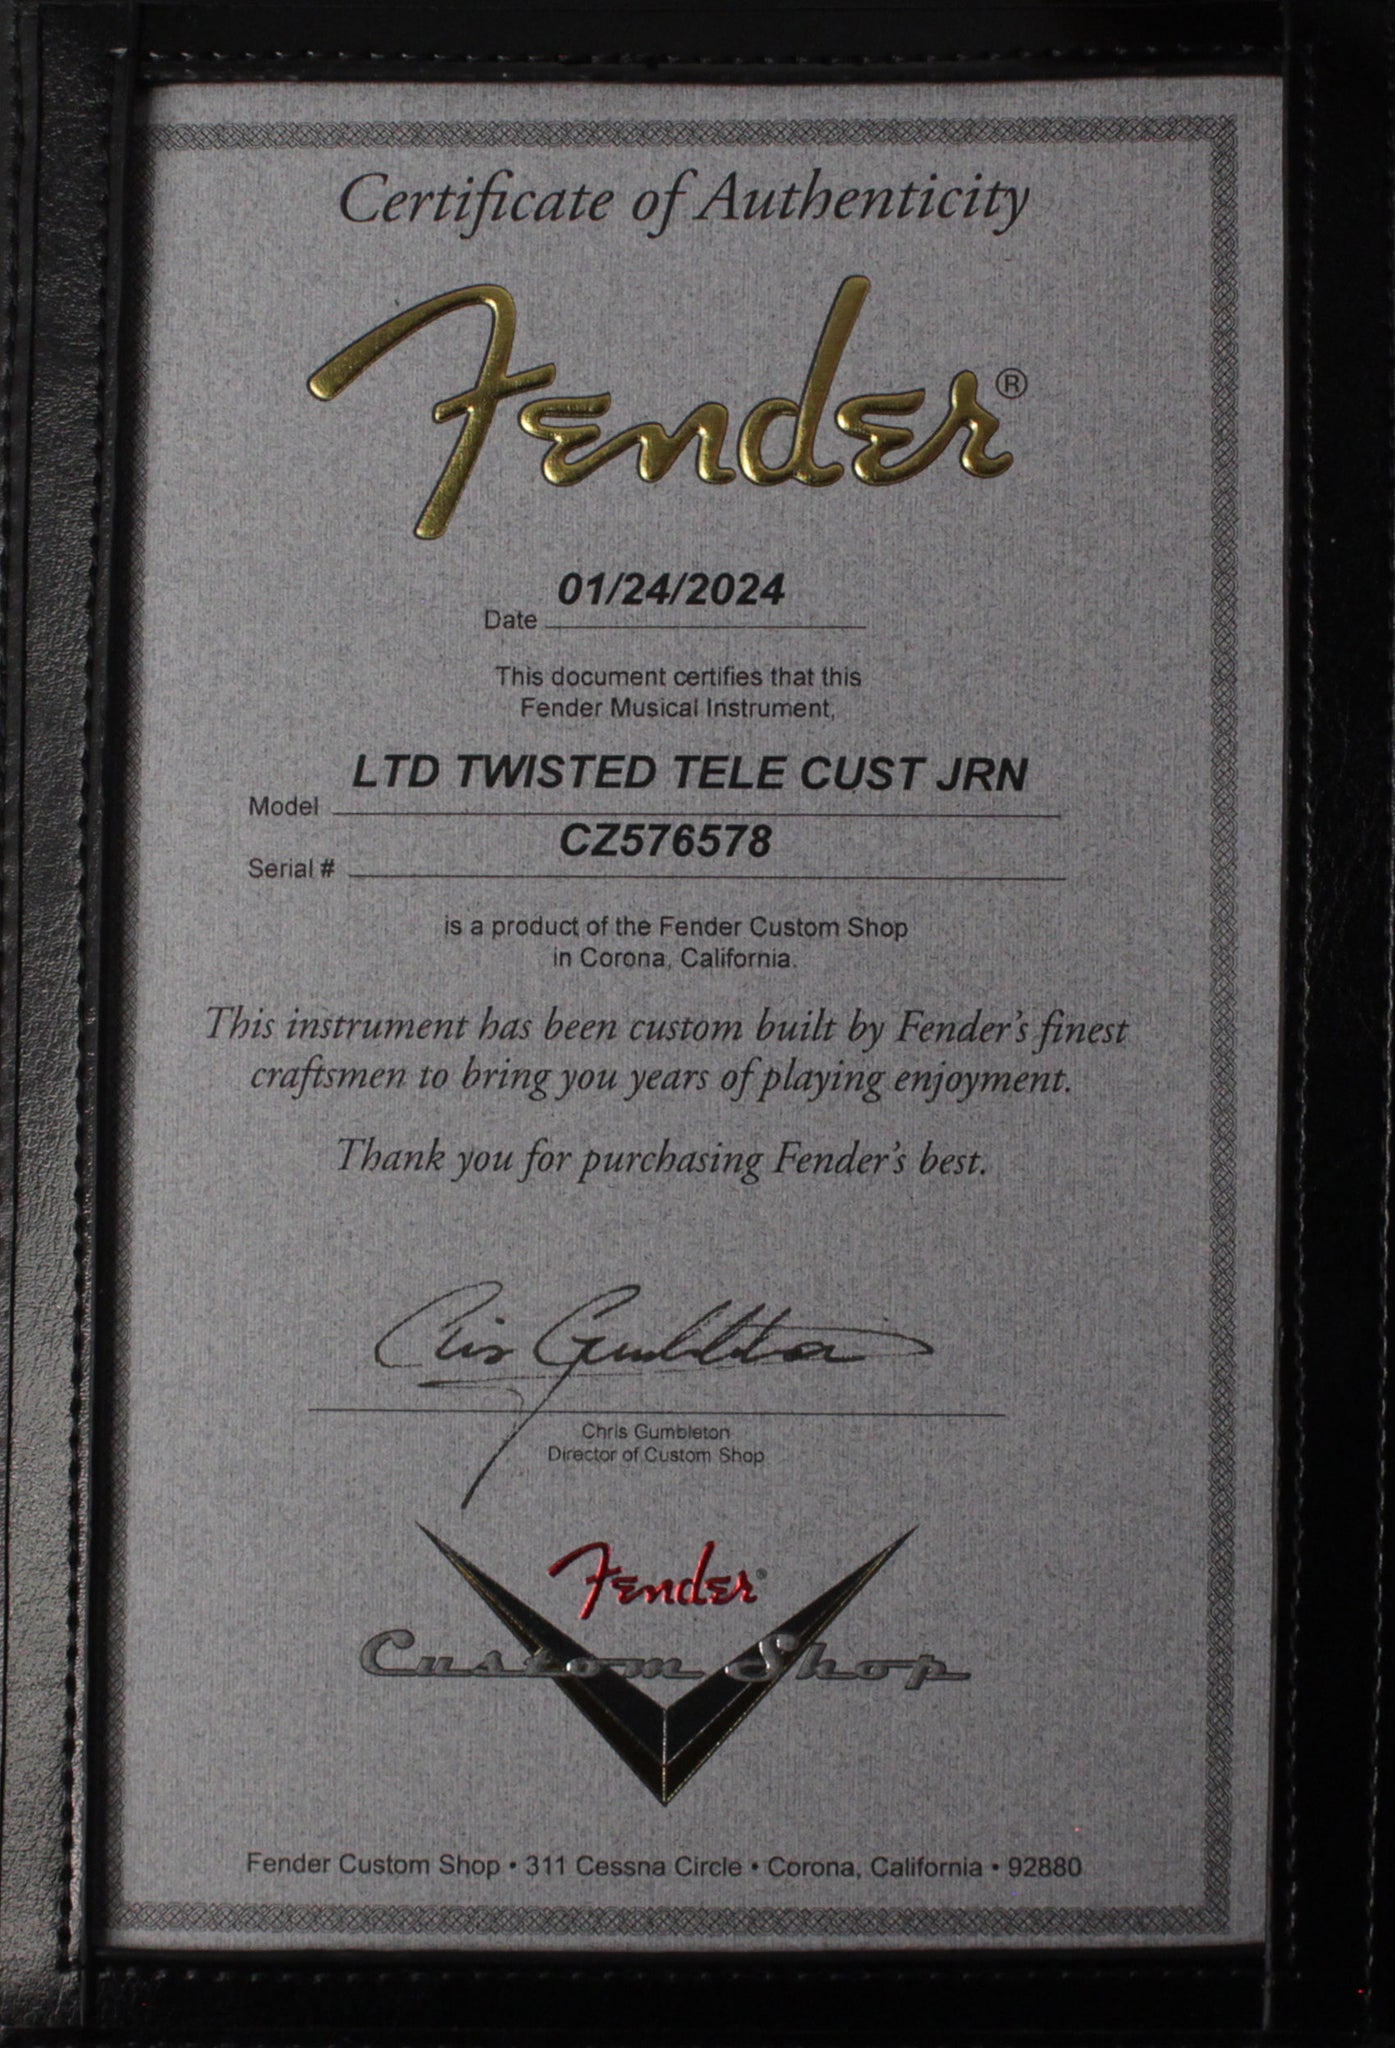 Certificate of Authenticity
Fender®
01/24/2024
Date
This document certifies that this
Fender Musical Instrument,
LTD TWISTED TELE CUST JRN
Model
CZ576578
Serial #
is a product of the Fender Custom Shop
in Corona, California.
This instrument has been custom built by Fender's finest
craftsmen to bring you years of playing enjoyment.
Thank you for purchasing Fender's best.
Chris Gumbleton
Chris Gumbleton
Director of Custom Shop
Fender®
Custom Shop
Fender Custom Shop • 311 Cessna Circle • Corona, California • 92880